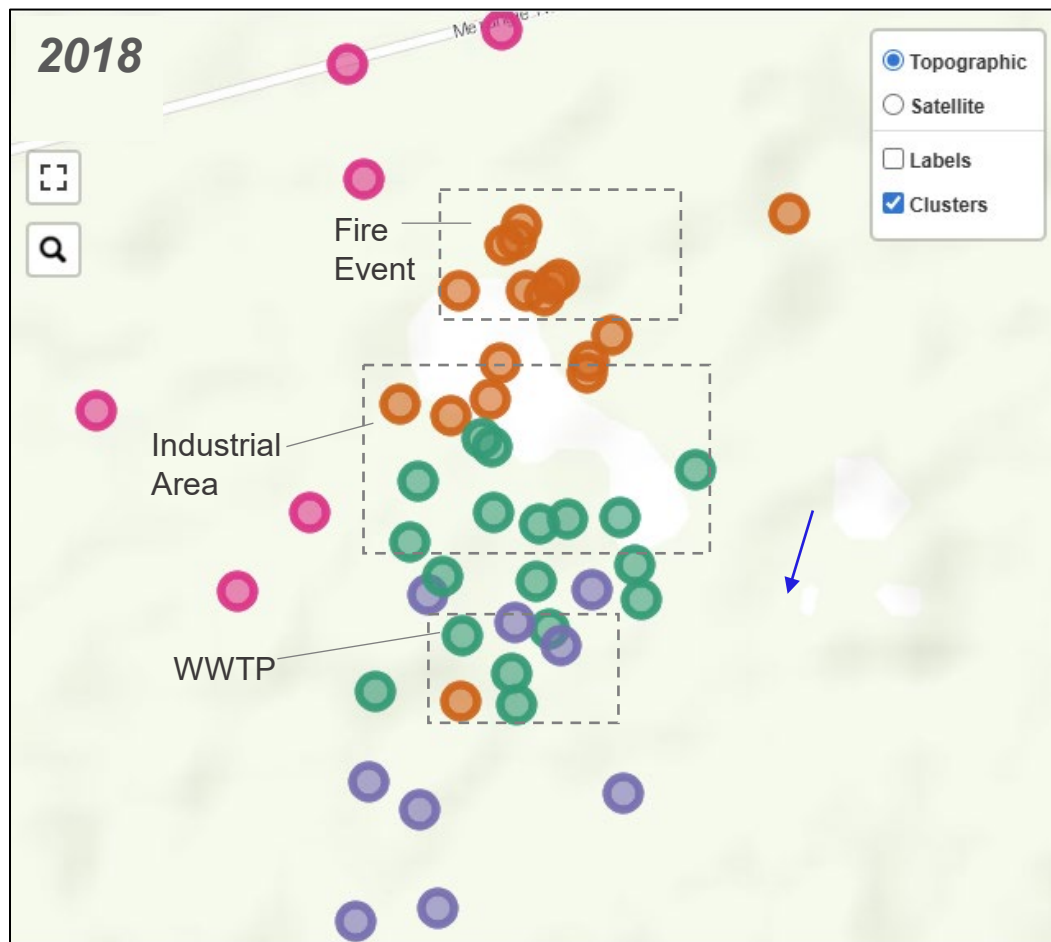 2018
Topographic
Satellite
Labels
Clusters
Fire
Event
Industrial
Area
WWTP